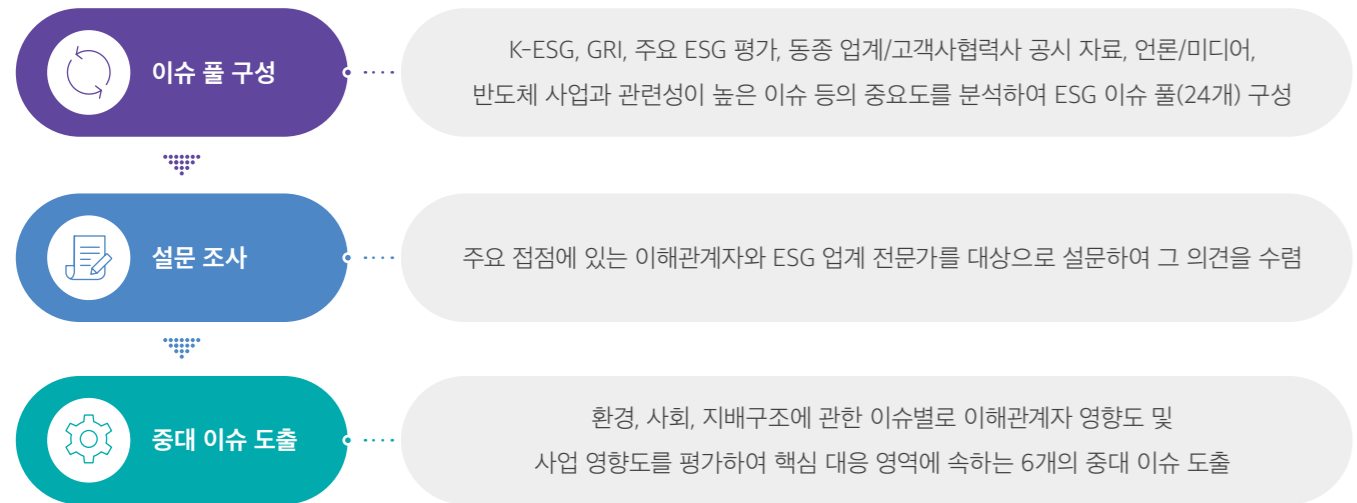 이슈 풀 구성
K-ESG, GRI, 주요 ESG 평가, 동종 업계/고객사협력사 공시 자료, 언론/미디어,
반도체 사업과 관련성이 높은 이슈 등의 중요도를 분석하여 ESG 이슈 풀(24개) 구성
설문 조사
주요 접점에 있는 이해관계자와 ESG 업계 전문가를 대상으로 설문하여 그 의견을 수렴
중대 이슈 도출
환경, 사회, 지배구조에 관한 이슈별로 이해관계자 영향도 및
사업 영향도를 평가하여 핵심 대응 영역에 속하는 6개의 중대 이슈 도출